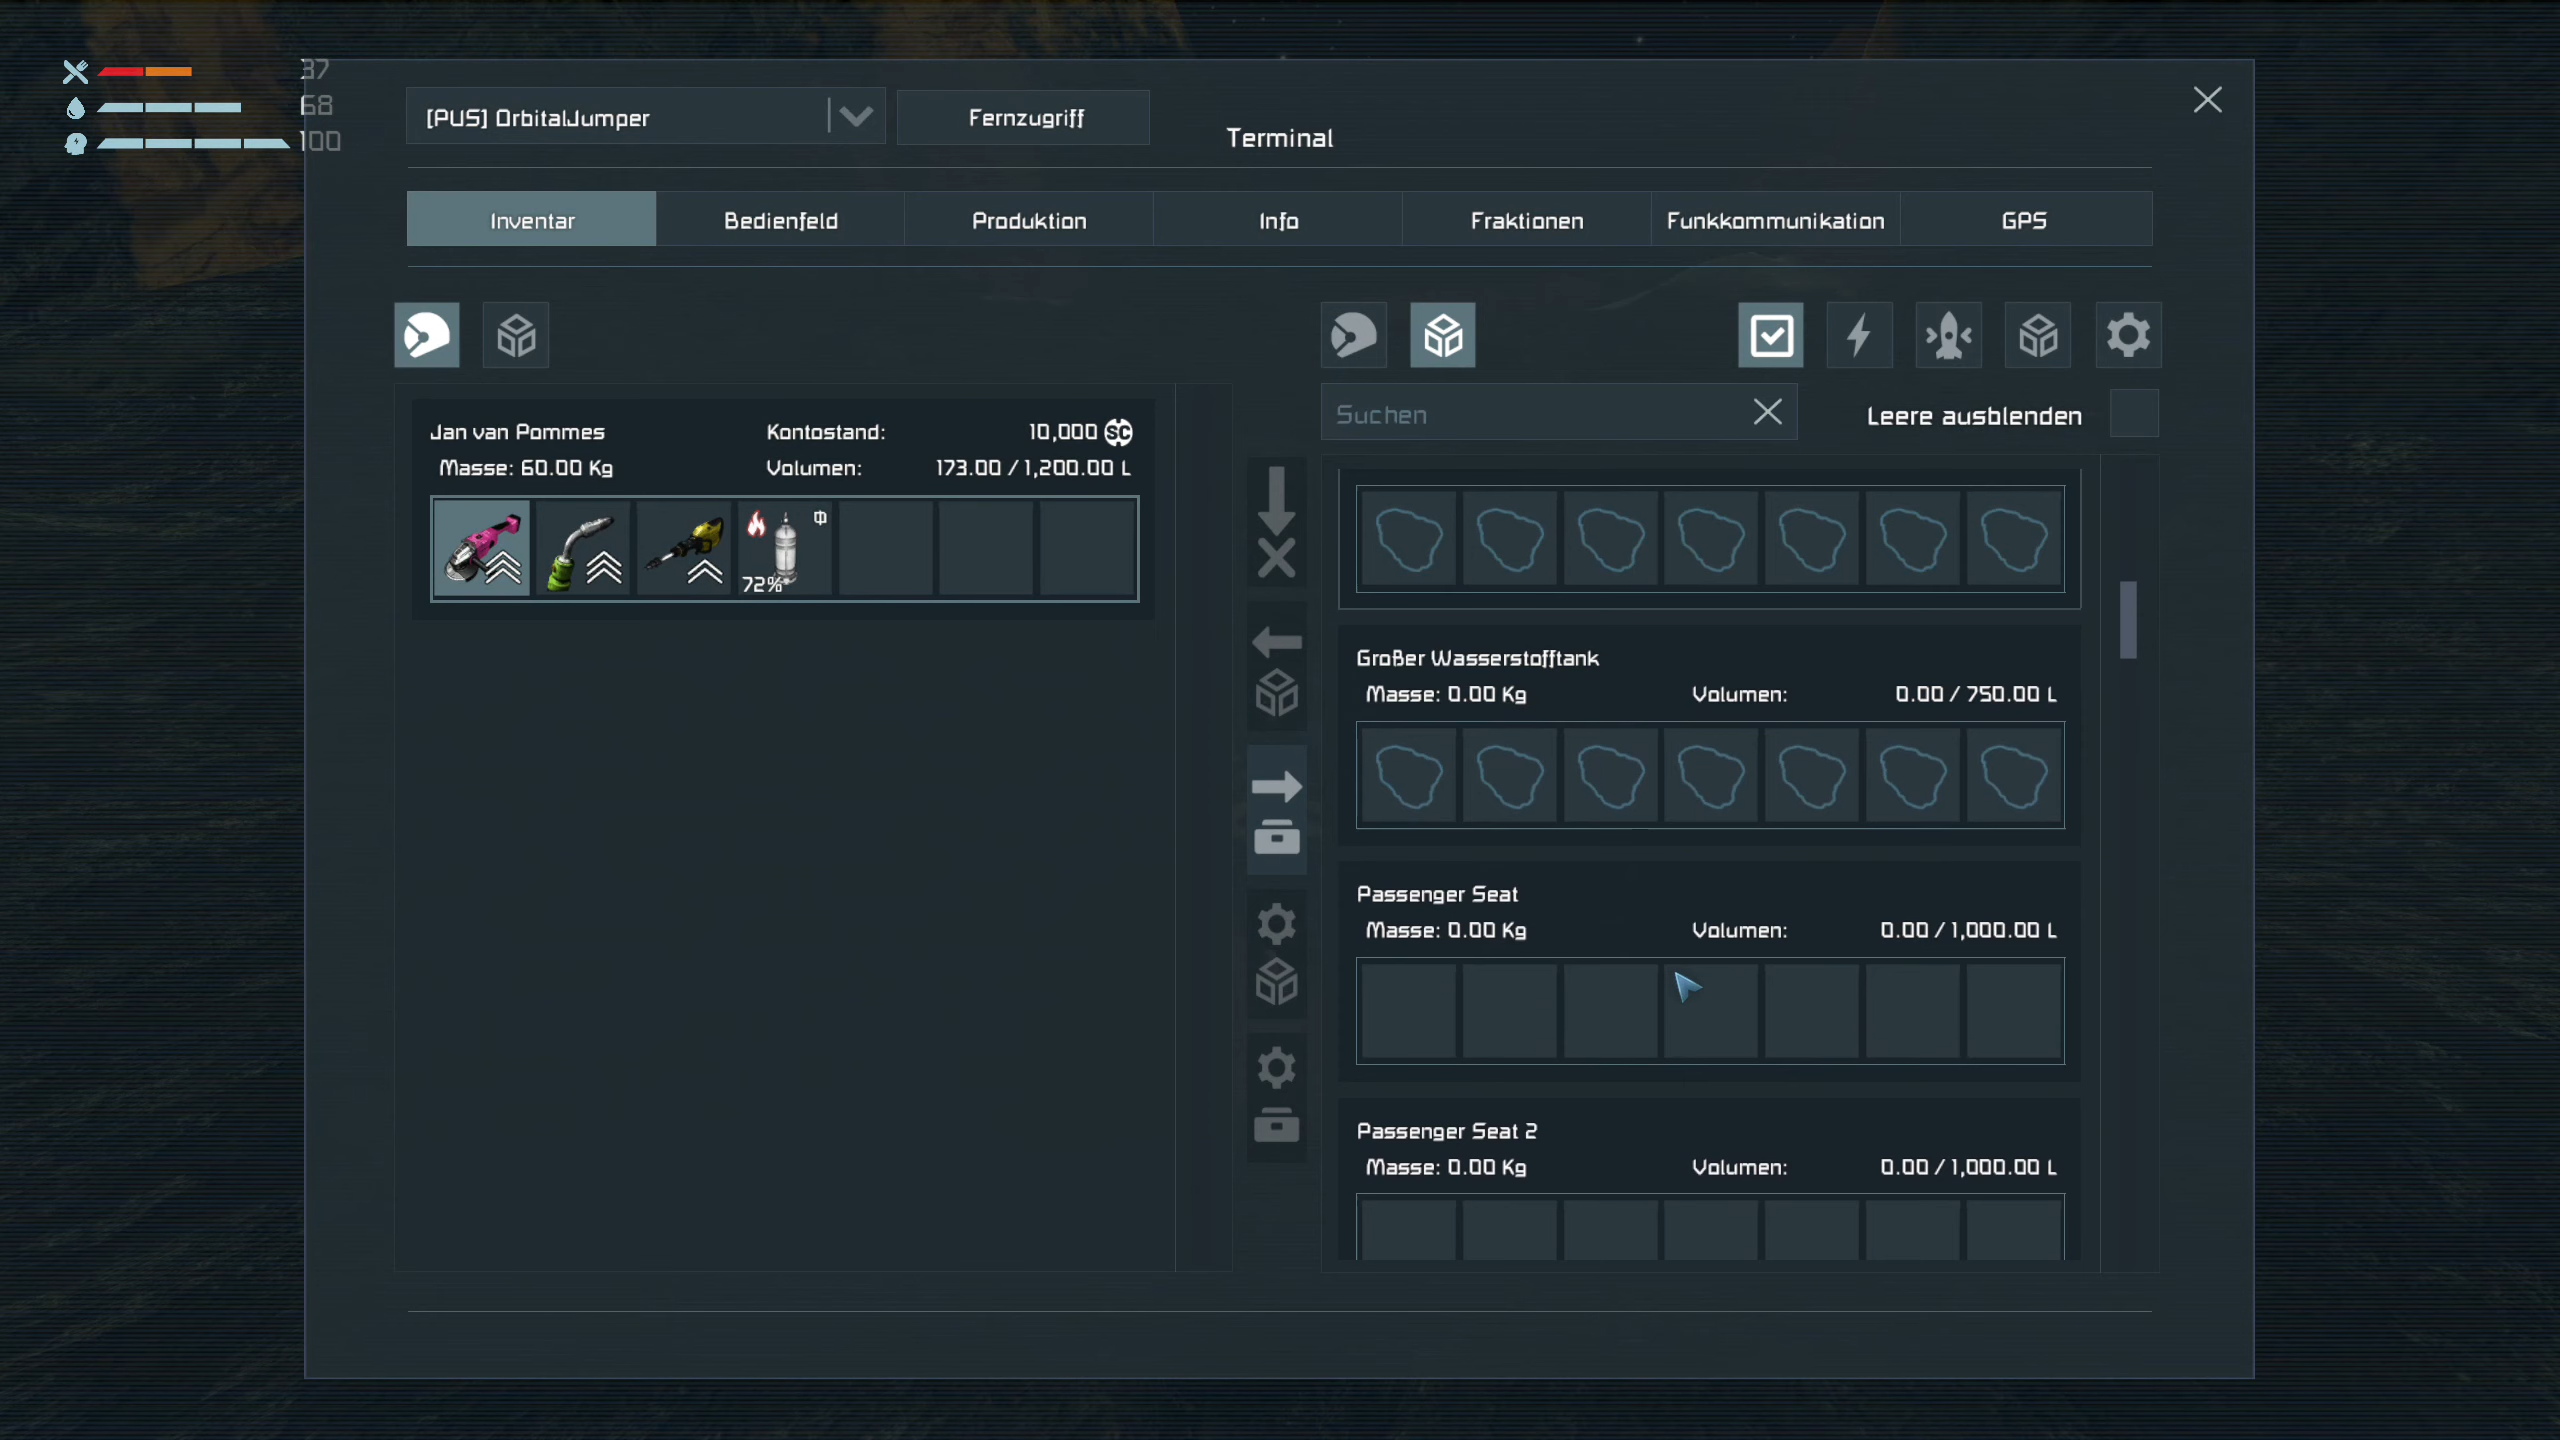 37
68
100
[PUS] OrbitalJumper
Fernzugriff
Terminal
Inventar
Bedienfeld
Produktion
Info
Fraktionen
Funkkommunikation
GPS
Suchen
Leere ausblenden
Jan van Pommes
Kontostand:
10,000 SC
Masse: 60.00 Kg
Volumen:
173.00 / 1,200.00 L
72%
Großer Wasserstofftank
Masse: 0.00 Kg
Volumen:
0.00 / 750.00 L
Passenger Seat
Masse: 0.00 Kg
Volumen:
0.00 / 1,000.00 L
Passenger Seat 2
Masse: 0.00 Kg
Volumen:
0.00 / 1,000.00 L